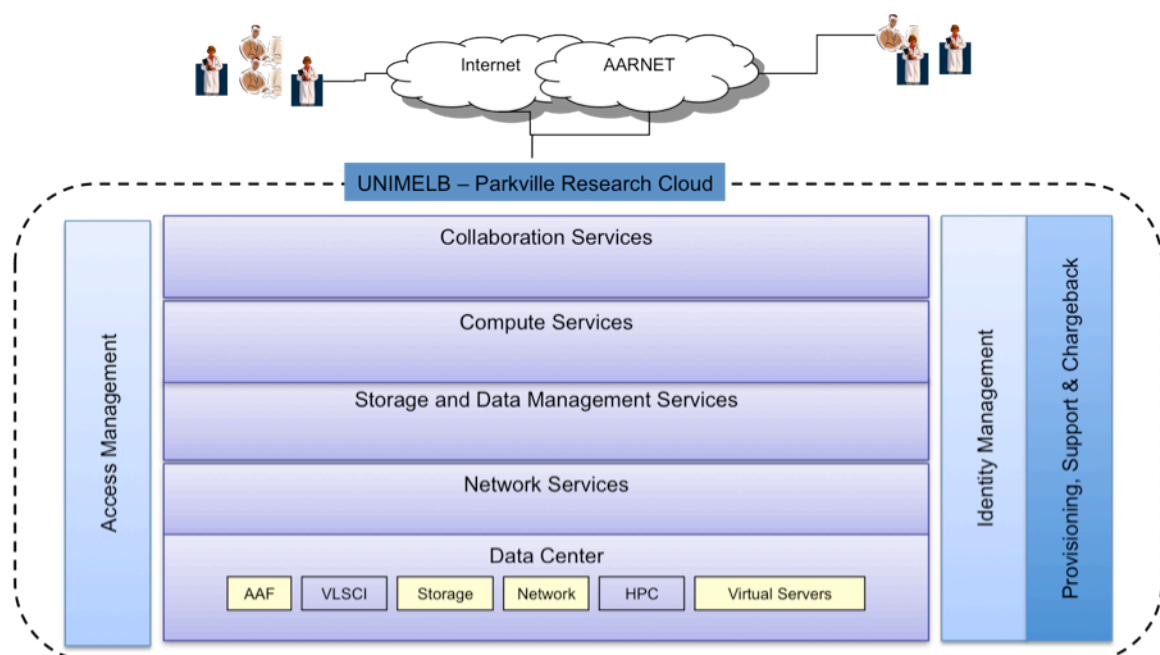 Internet
AARNET
UNIMELB – Parkville Research Cloud
Access Management
Collaboration Services
Compute Services
Storage and Data Management Services
Network Services
Data Center
AAF
VLSCI
Storage
Network
HPC
Virtual Servers
Identity Management
Provisioning, Support & Chargeback